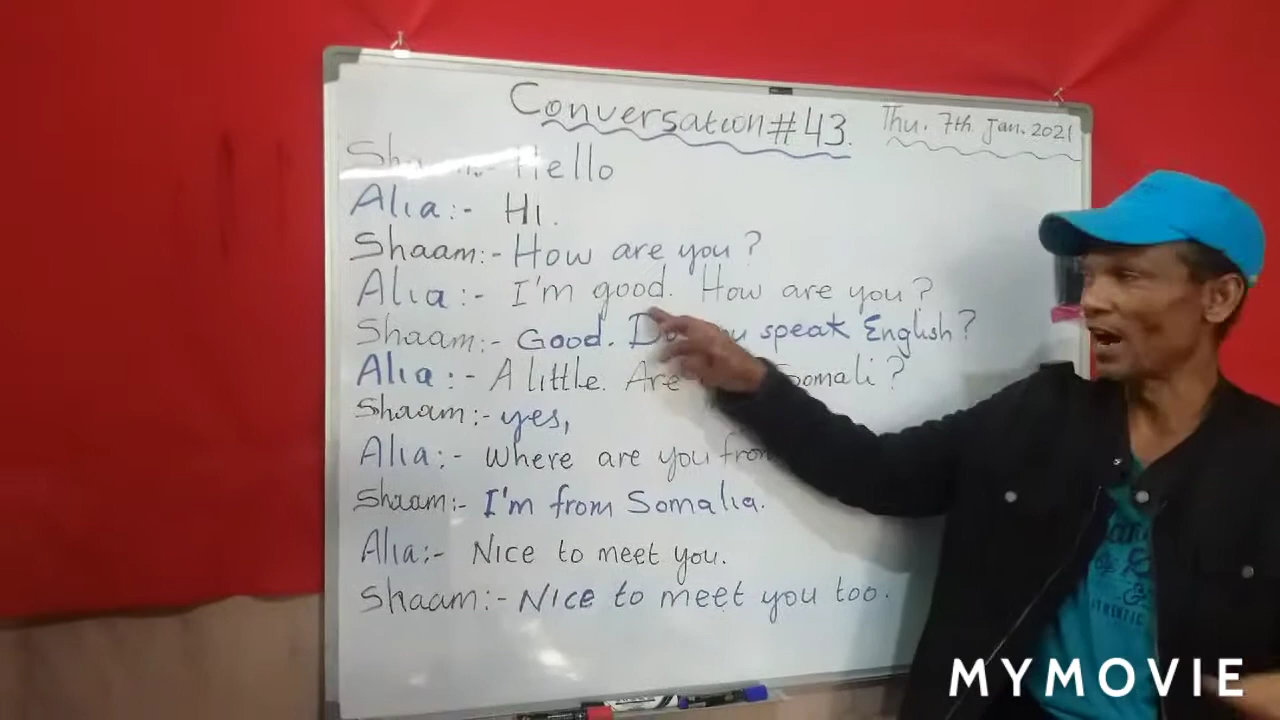 Conversation #43.
Thu. 7th Jan. 2021
Hello
Alia:- Hi.
Shaam:- How are you?
Alia:- I'm good. How are you?
Shaam:- Good. speak English?
Alia:- A little. Are Somali?
Shaam:- yes,
Alia:- Where are you from
Shaam:- I'm from Somalia.
Alia:- Nice to meet you.
Shaam:- Nice to meet you too.
MYMOVIE